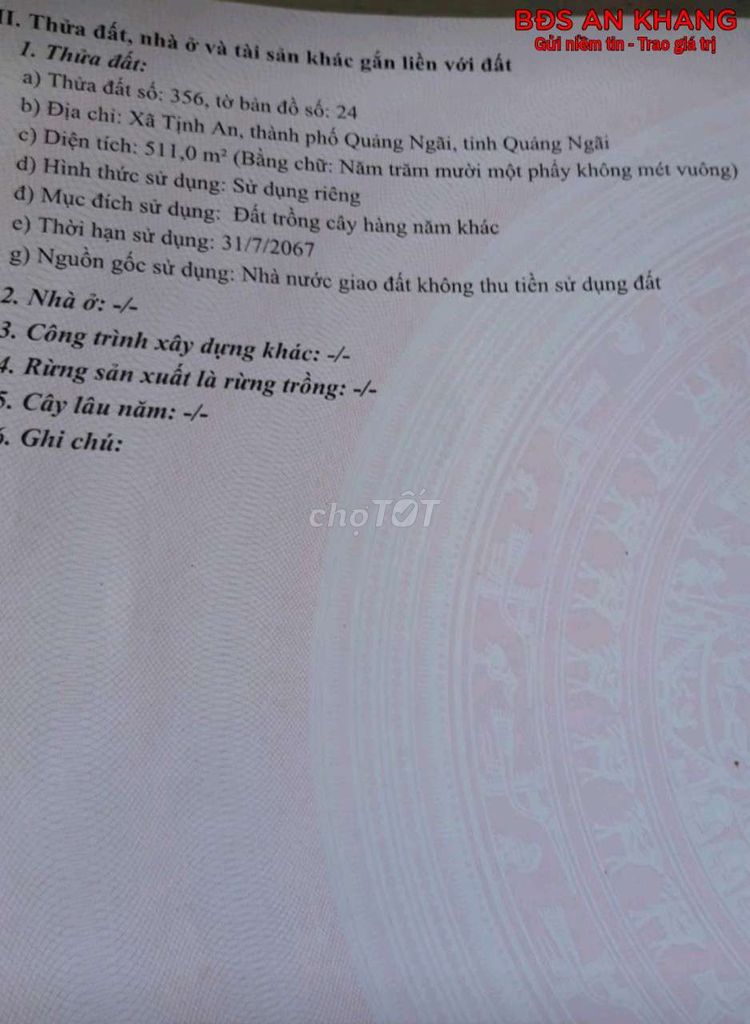 BĐS AN KHANG
Gửi niềm tin - Trao giá trị
II. Thửa đất, nhà ở và tài sản khác gắn liền với đất
1. Thửa đất:
a) Thửa đất số: 356, tờ bản đồ số: 24
b) Địa chỉ: Xã Tịnh An, thành phố Quảng Ngãi, tỉnh Quảng Ngãi
c) Diện tích: 511,0 m² (Bằng chữ: Năm trăm mười một phẩy không mét vuông)
d) Hình thức sử dụng: Sử dụng riêng
đ) Mục đích sử dụng: Đất trồng cây hàng năm khác
e) Thời hạn sử dụng: 31/7/2067
g) Nguồn gốc sử dụng: Nhà nước giao đất không thu tiền sử dụng đất
2. Nhà ở: -/-
3. Công trình xây dựng khác: -/-
4. Rừng sản xuất là rừng trồng: -/-
5. Cây lâu năm: -/-
6. Ghi chú:
chợTỐT